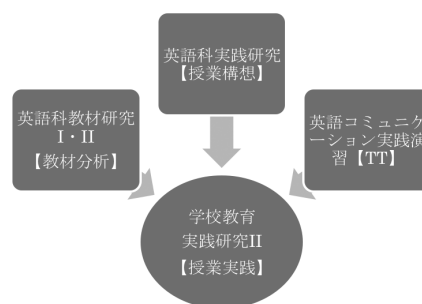 英語科実践研究
【授業構想】
英語科教材研究
I・II
【教材分析】
英語コミュニケ
ーション実践演
習【TT】
学校教育
実践研究II
【授業実践】